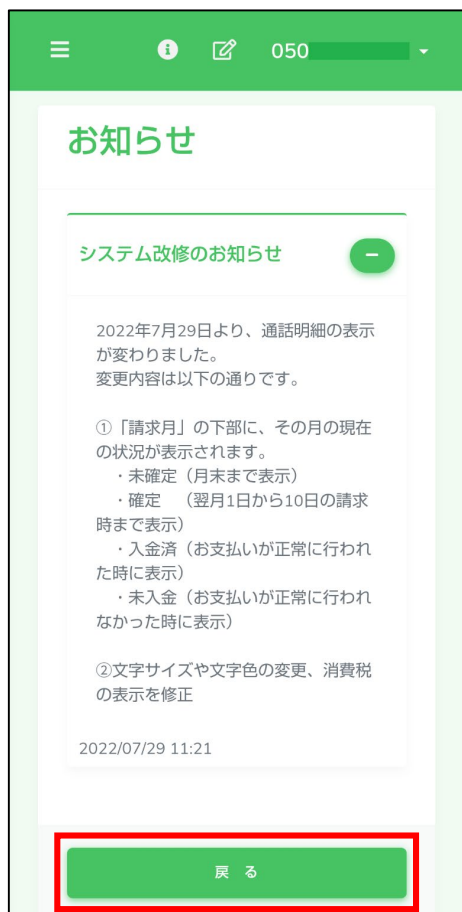 050
お知らせ
システム改修のお知らせ
2022年7月29日より、通話明細の表示
が変わりました。
変更内容は以下の通りです。
①「請求月」の下部に、その月の現在
の状況が表示されます。
・未確定（月末まで表示）
・確定　（翌月1日から10日の請求
時まで表示）
・入金済（お支払いが正常に行われ
た時に表示）
・未入金（お支払いが正常に行われ
なかった時に表示）
②文字サイズや文字色の変更、消費税
の表示を修正
2022/07/29 11:21
戻 る